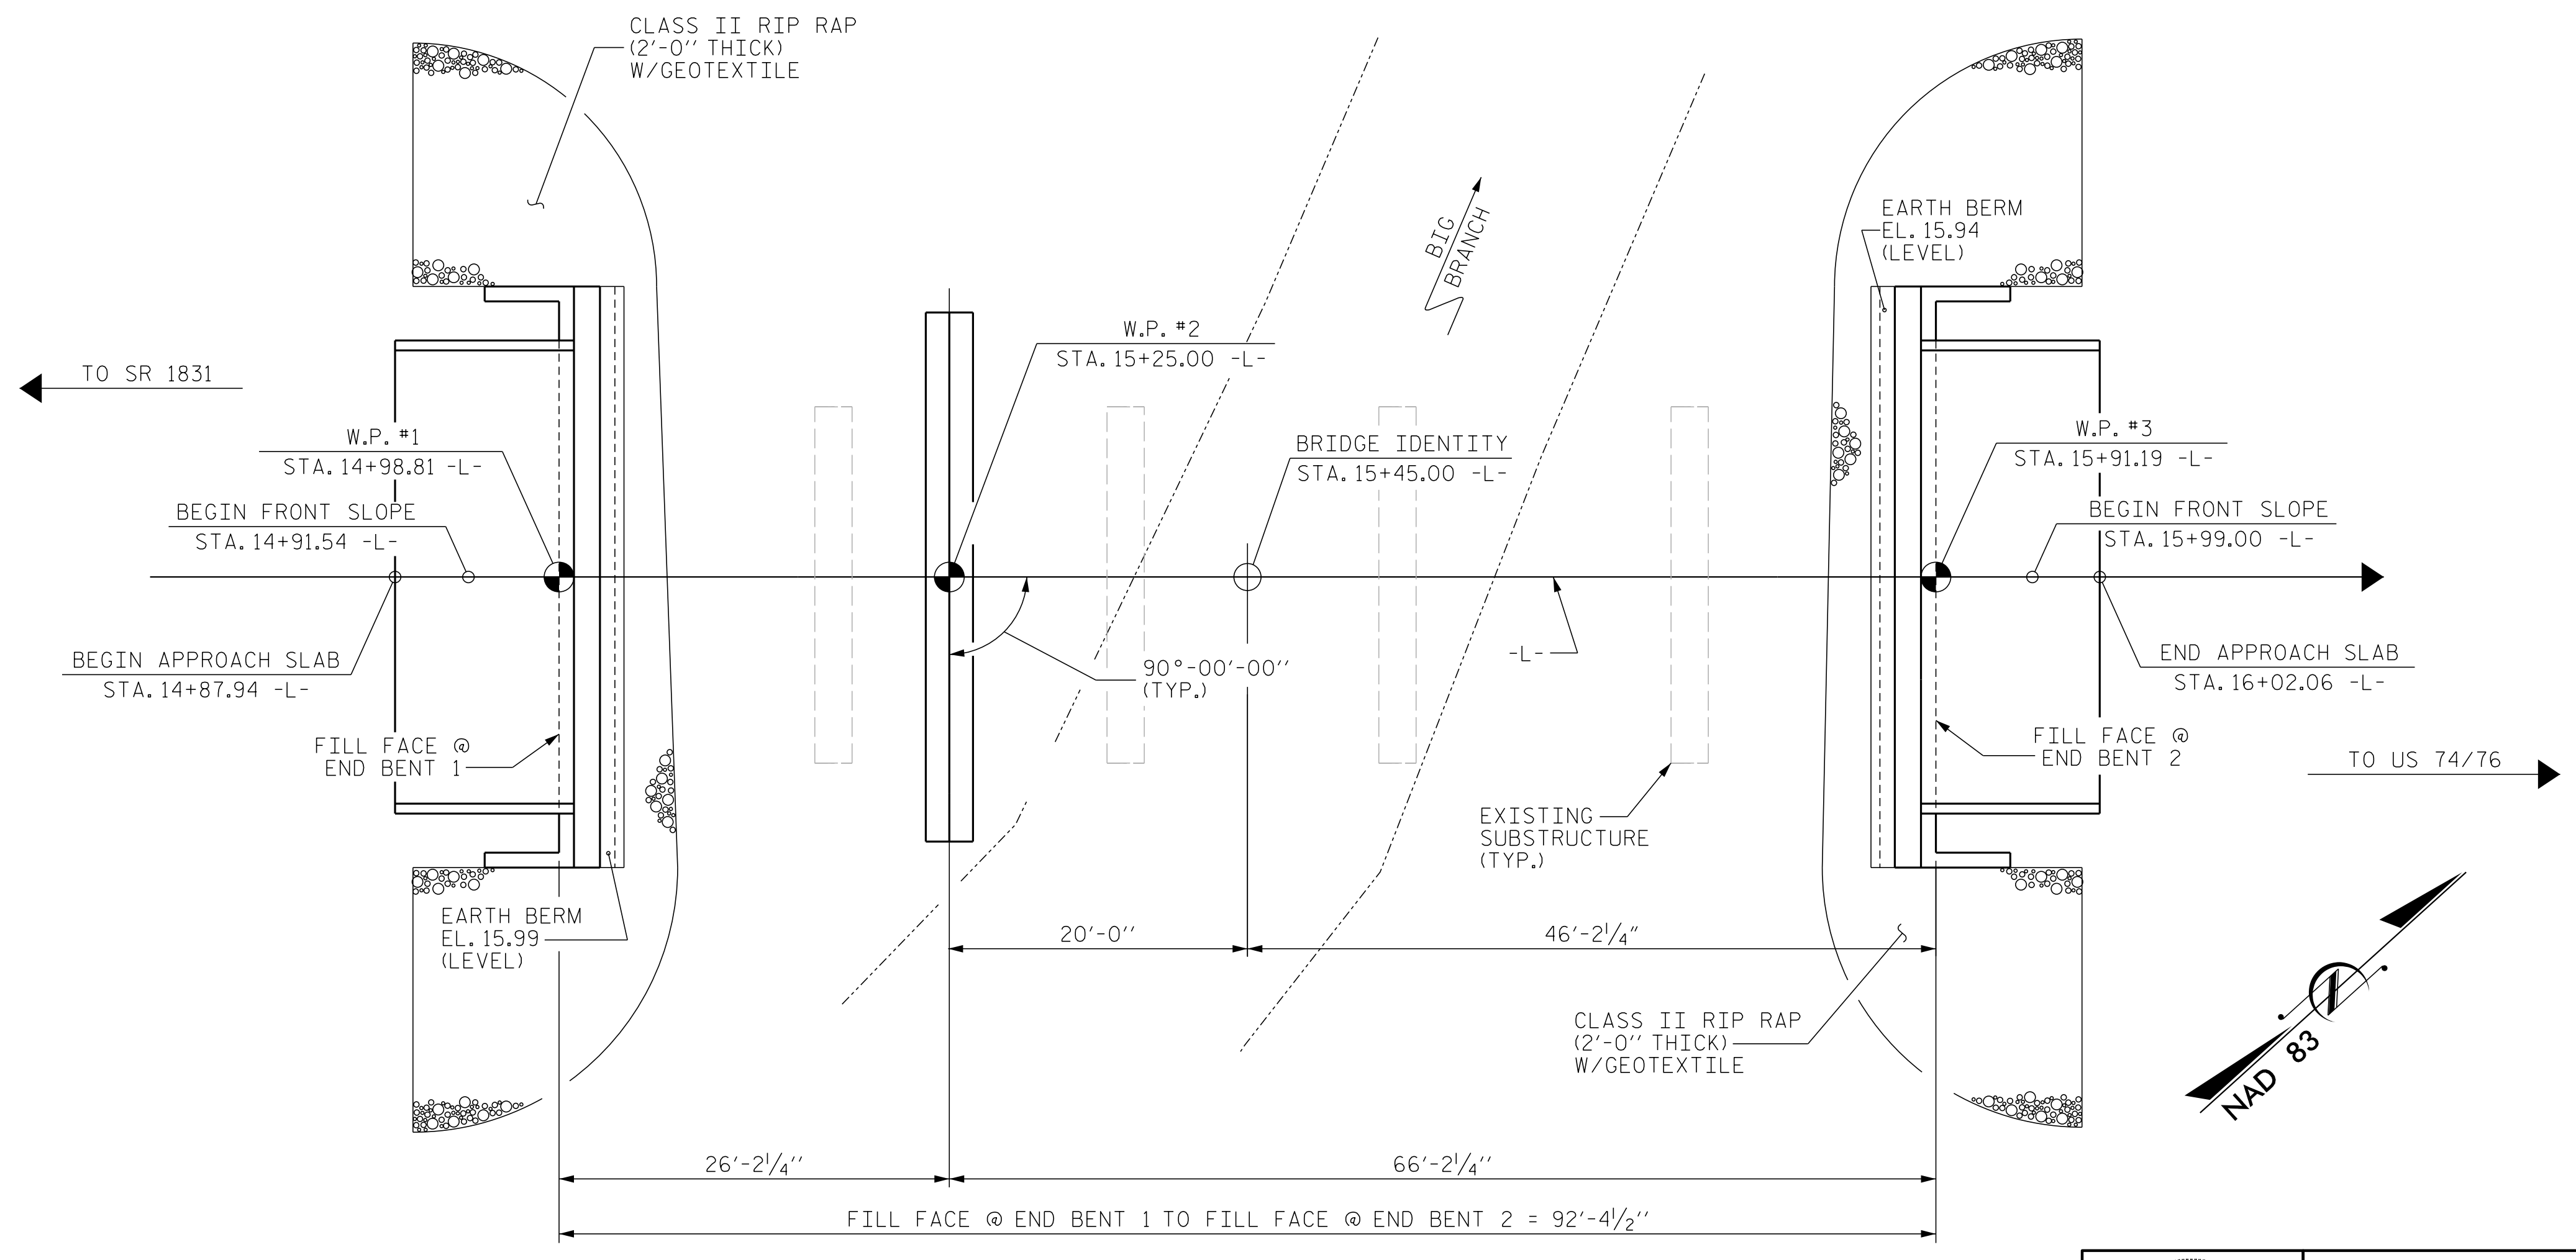 CLASS II RIP RAP
(2'-0" THICK)
W/GEOTEXTILE
EARTH BERM
EL. 15.94
(LEVEL)
BIG
BRANCH
W.P. #2
STA. 15+25.00 -L-
TO SR 1831
W.P. #1
STA. 14+98.81 -L-
BRIDGE IDENTITY
STA. 15+45.00 -L-
W.P. #3
STA. 15+91.19 -L-
BEGIN FRONT SLOPE
STA. 14+91.54 -L-
BEGIN FRONT SLOPE
STA. 15+99.00 -L-
BEGIN APPROACH SLAB
STA. 14+87.94 -L-
90°-00'-00"
(TYP.)
-L-
END APPROACH SLAB
STA. 16+02.06 -L-
FILL FACE @
END BENT 1
FILL FACE @
END BENT 2
TO US 74/76
EXISTING
SUBSTRUCTURE
(TYP.)
EARTH BERM
EL. 15.99
(LEVEL)
20'-0"
46'-2 1/4"
CLASS II RIP RAP
(2'-0" THICK)
W/GEOTEXTILE
NAD 83
26'-2 1/4"
66'-2 1/4"
FILL FACE @ END BENT 1 TO FILL FACE @ END BENT 2 = 92'-4 1/2"